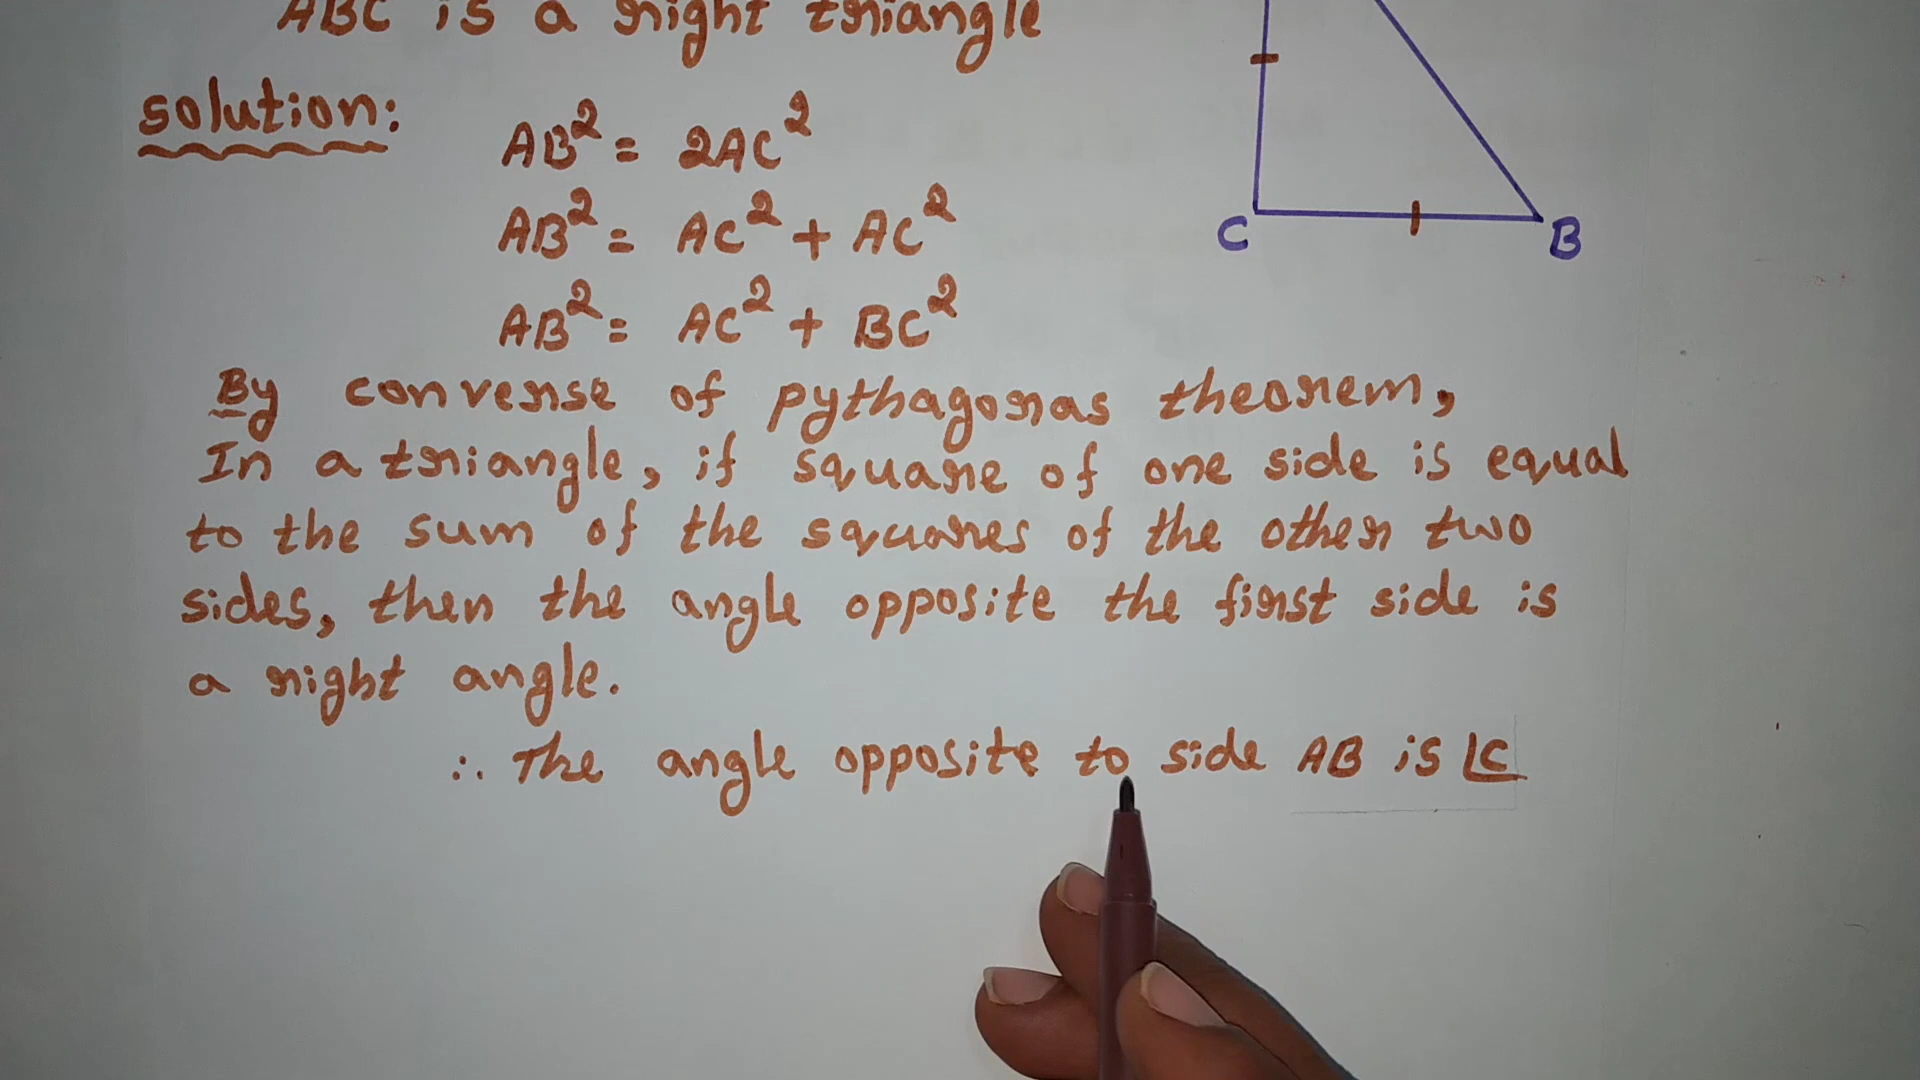 ABC is a right triangle
solution:
AB² = 2AC²
AB² = AC² + AC²
AB² = AC² + BC²
C
B
By converse of pythagoras theorem,
In a triangle, if square of one side is equal
to the sum of the squares of the other two
sides, then the angle opposite the first side is
a right angle.
∴ The angle opposite to side AB is ∠C